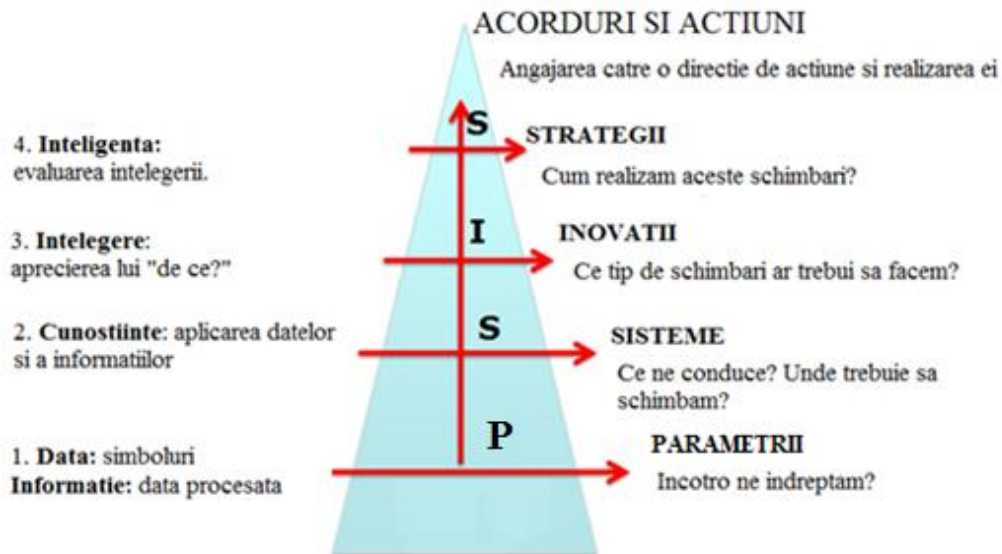 ACORDURI SI ACTIUNI
Angajarea catre o directie de actiune si realizarea ei
4. Inteligenta:
evaluarea intelegerii.
S
STRATEGII
Cum realizam aceste schimbari?
3. Intelegere:
aprecierea lui "de ce?"
I
INOVATII
Ce tip de schimbari ar trebui sa facem?
2. Cunostiinte: aplicarea datelor
si a informatiilor
S
SISTEME
Ce ne conduce? Unde trebuie sa
schimbam?
1. Data: simboluri
Informatie: data procesata
P
PARAMETRII
Incotro ne indreptam?